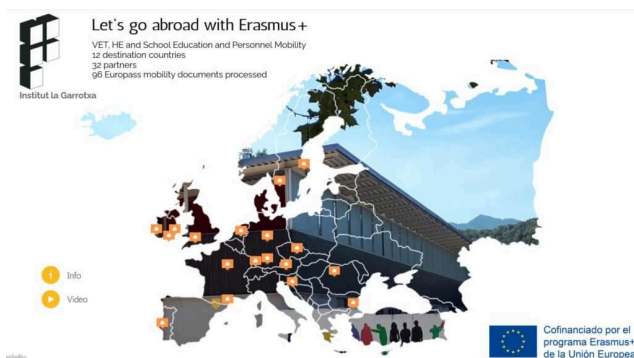 Let's go abroad with Erasmus+
VET, HE and School Education and Personnel Mobility
12 destination countries
32 partners
96 Europass mobility documents processed
Institut la Garrotxa
Info
Video
Cofinanciado por el
programa Erasmus+
de la Unión Europea